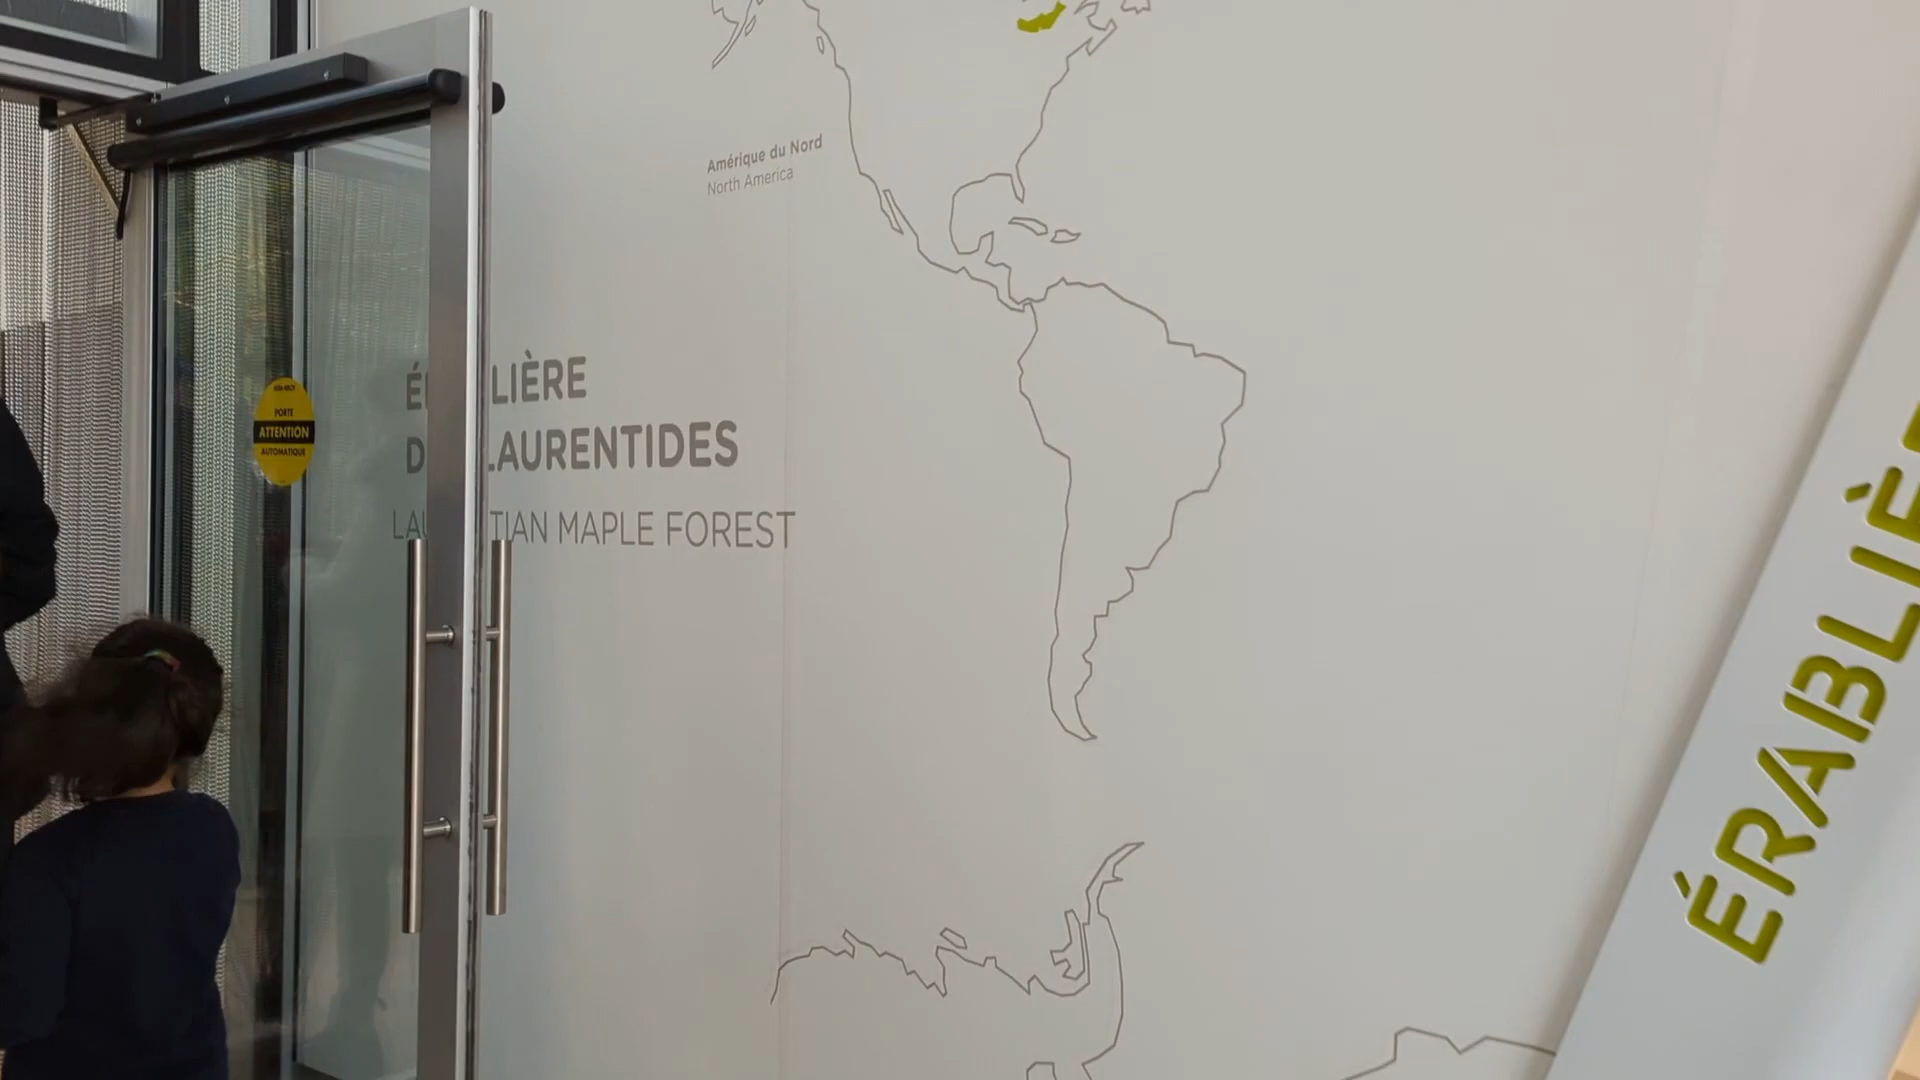 Amérique du Nord
North America
LIÈRE
LAURENTIDES
TIAN MAPLE FOREST
PORTE
ATTENTION
AUTOMATIQUE
ÉRABLIÈ